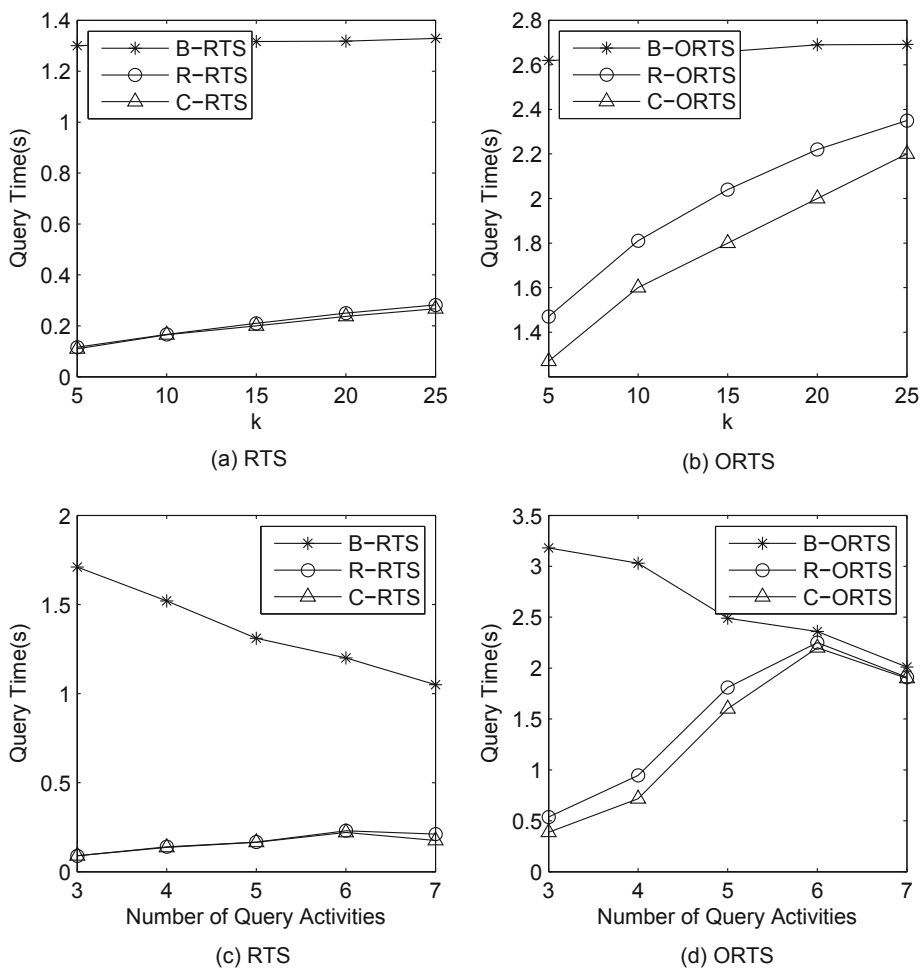 1.4
1.2
1
0.8
0.6
0.4
0.2
0
Query Time(s)
B−RTS
R−RTS
C−RTS
5 10 15 20 25
k
(a) RTS
2.8
2.6
2.4
2.2
2
1.8
1.6
1.4
Query Time(s)
B−ORTS
R−ORTS
C−ORTS
5 10 15 20 25
k
(b) ORTS
2
1.5
1
0.5
0
Query Time(s)
B−RTS
R−RTS
C−RTS
3 4 5 6 7
Number of Query Activities
(c) RTS
3.5
3
2.5
2
1.5
1
0.5
0
Query Time(s)
B−ORTS
R−ORTS
C−ORTS
3 4 5 6 7
Number of Query Activities
(d) ORTS